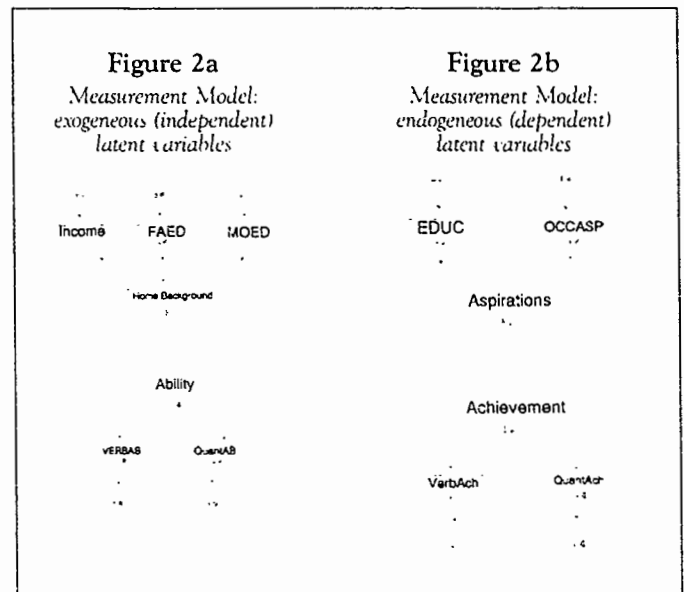 Figure 2a
Measurement Model:
exogeneous (independent)
latent variables
Income FAED MOED
Home Background
Ability
VERBAS QuantAB
Figure 2b
Measurement Model:
endogeneous (dependent)
latent variables
EDUC OCCASP
Aspirations
Achievement
VerbAch QuantAch